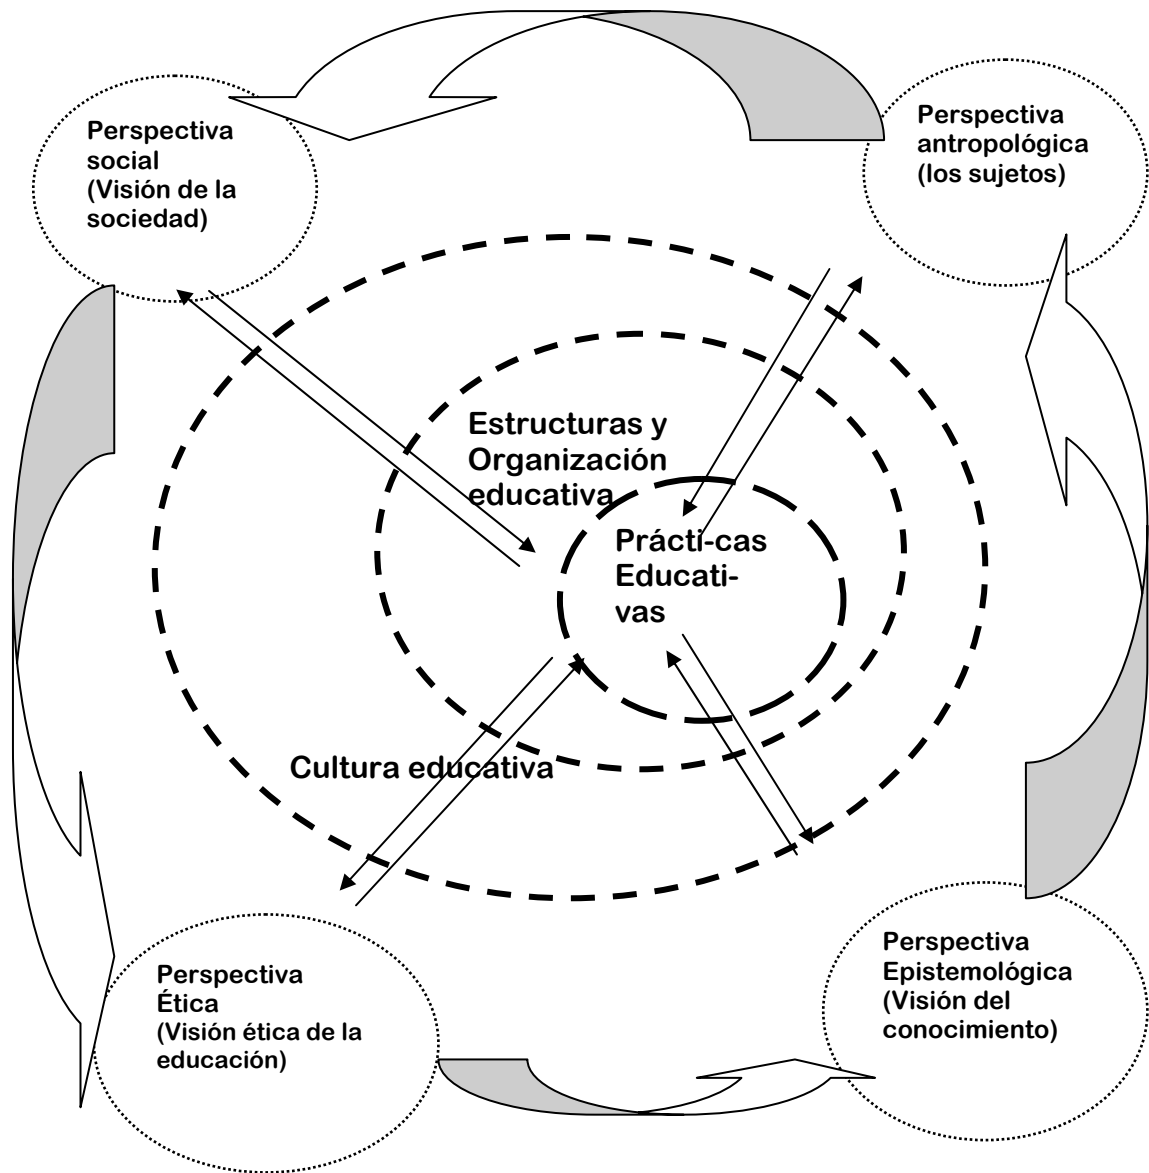 Perspectiva
social
(Visión de la
sociedad)
Perspectiva
antropológica
(los sujetos)
Estructuras y
Organización
educativa
Prácti-cas
Educati-
vas
Cultura educativa
Perspectiva
Ética
(Visión ética de la
educación)
Perspectiva
Epistemológica
(Visión del
conocimiento)